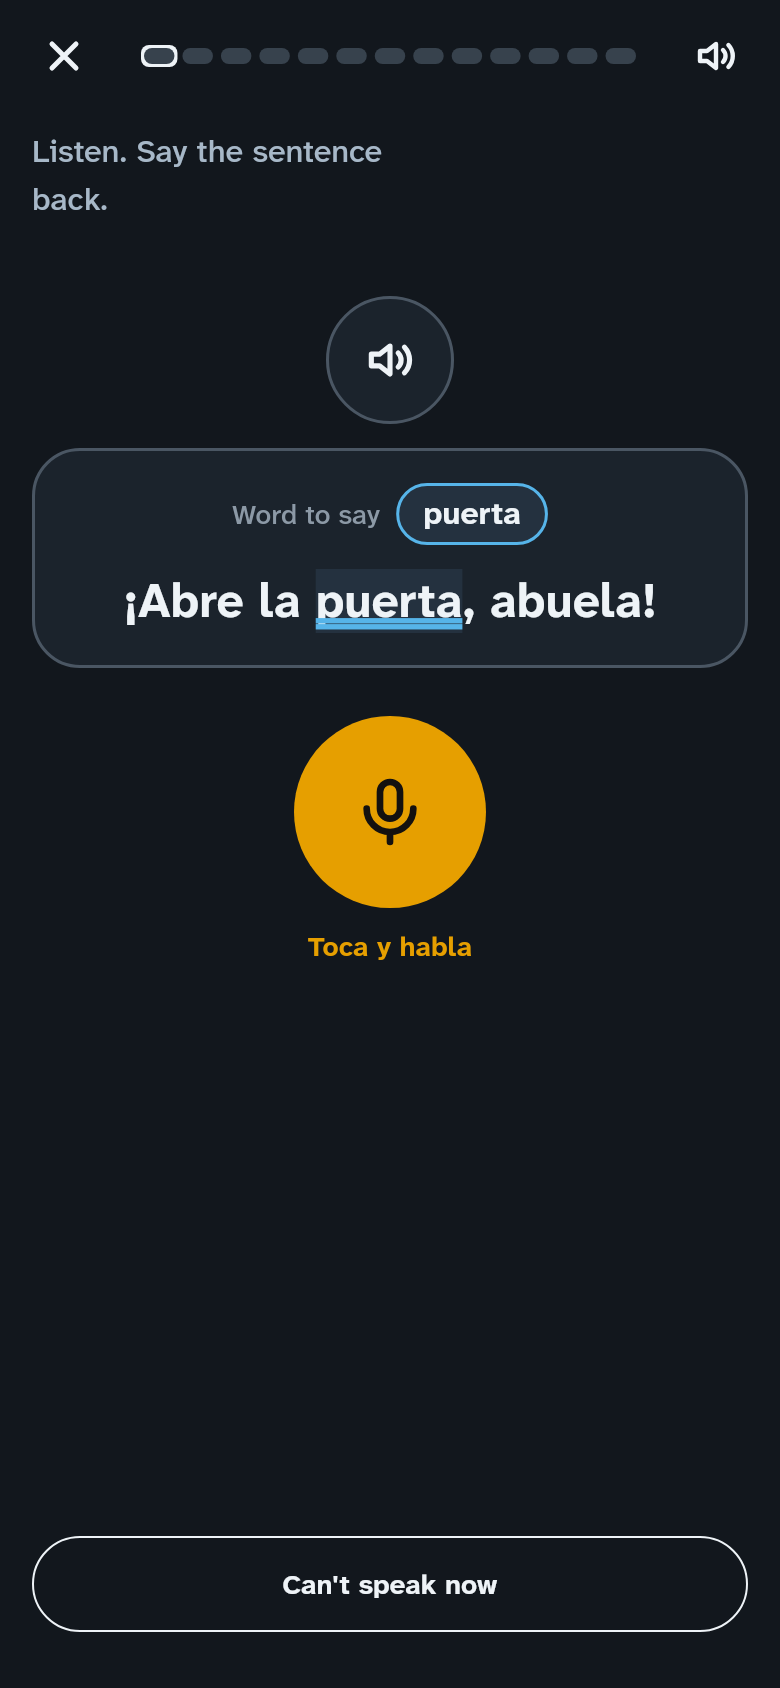 Listen. Say the sentence
back.
Word to say puerta
¡Abre la puerta, abuela!
Toca y habla
Can't speak now